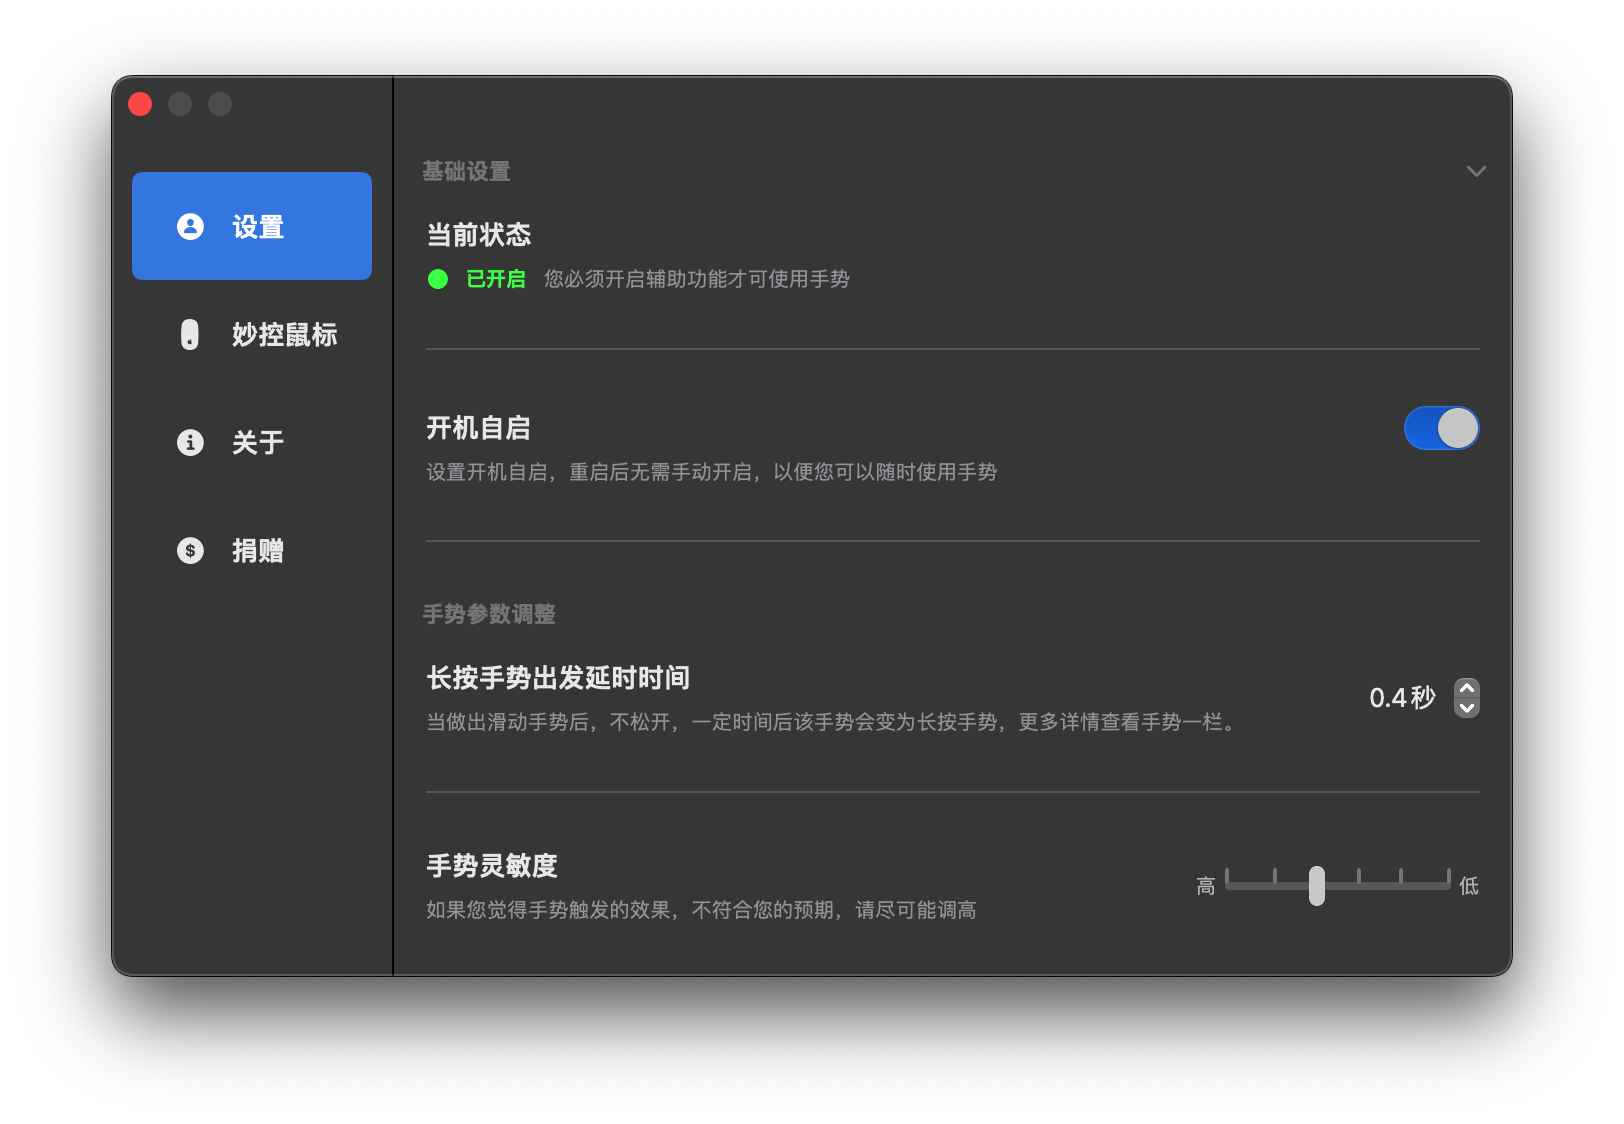 设置
妙控鼠标
关于
捐赠
基础设置
当前状态
已开启 您必须开启辅助功能才可使用手势
开机自启
设置开机自启，重启后无需手动开启，以便您可以随时使用手势
手势参数调整
长按手势出发延时时间
当做出滑动手势后，不松开，一定时间后该手势会变为长按手势，更多详情查看手势一栏。
0.4秒
手势灵敏度
如果您觉得手势触发的效果，不符合您的预期，请尽可能调高
高 低